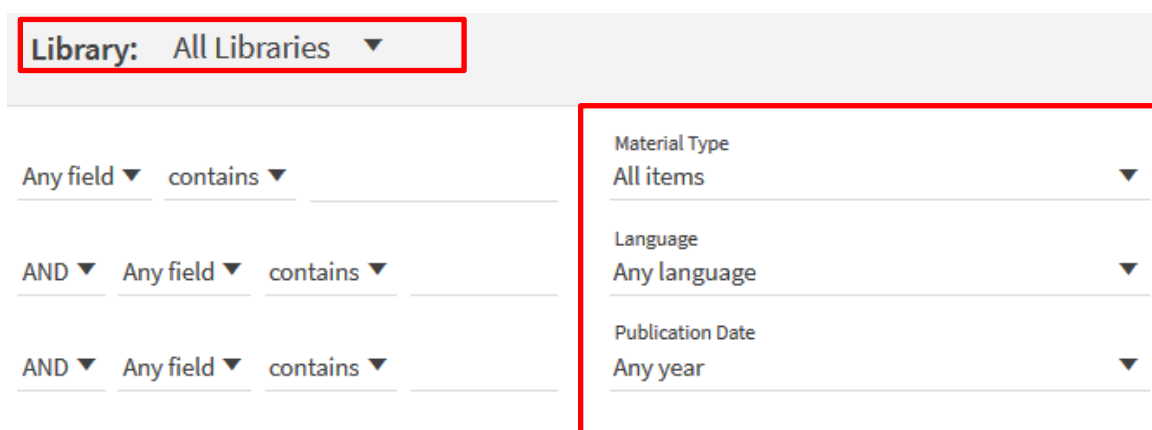 Library: All Libraries
Any field contains
AND Any field contains
AND Any field contains
Material Type
All items
Language
Any language
Publication Date
Any year